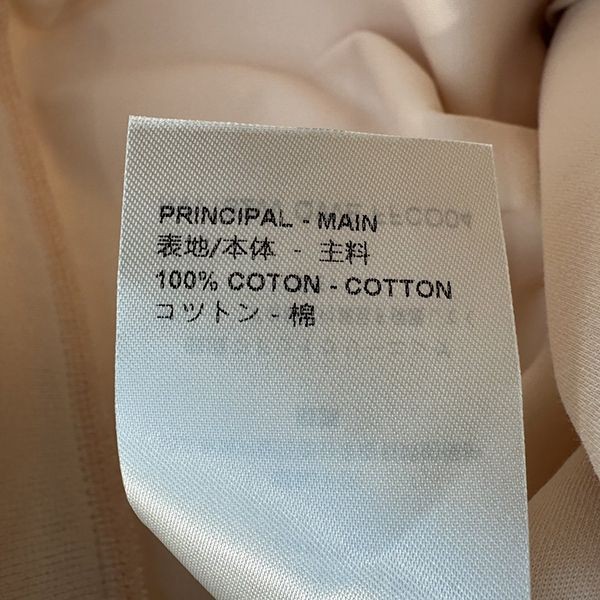 PRINCIPAL - MAIN
表地/本体 - 主料
100% COTON - COTTON
コットン - 棉